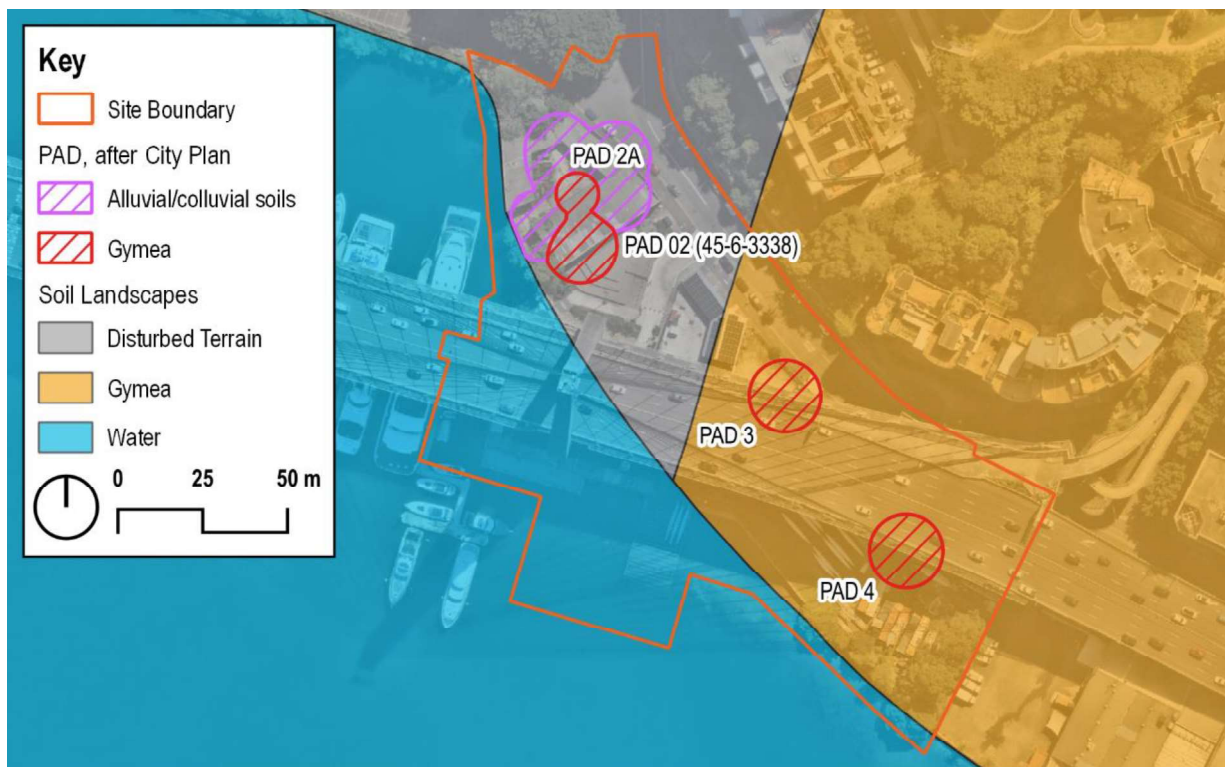 Key
Site Boundary
PAD, after City Plan
Alluvial/colluvial soils
Gymea
Soil Landscapes
Disturbed Terrain
Gymea
Water
0 25 50 m
PAD 2A
PAD 02 (45-6-3338)
PAD 3
PAD 4